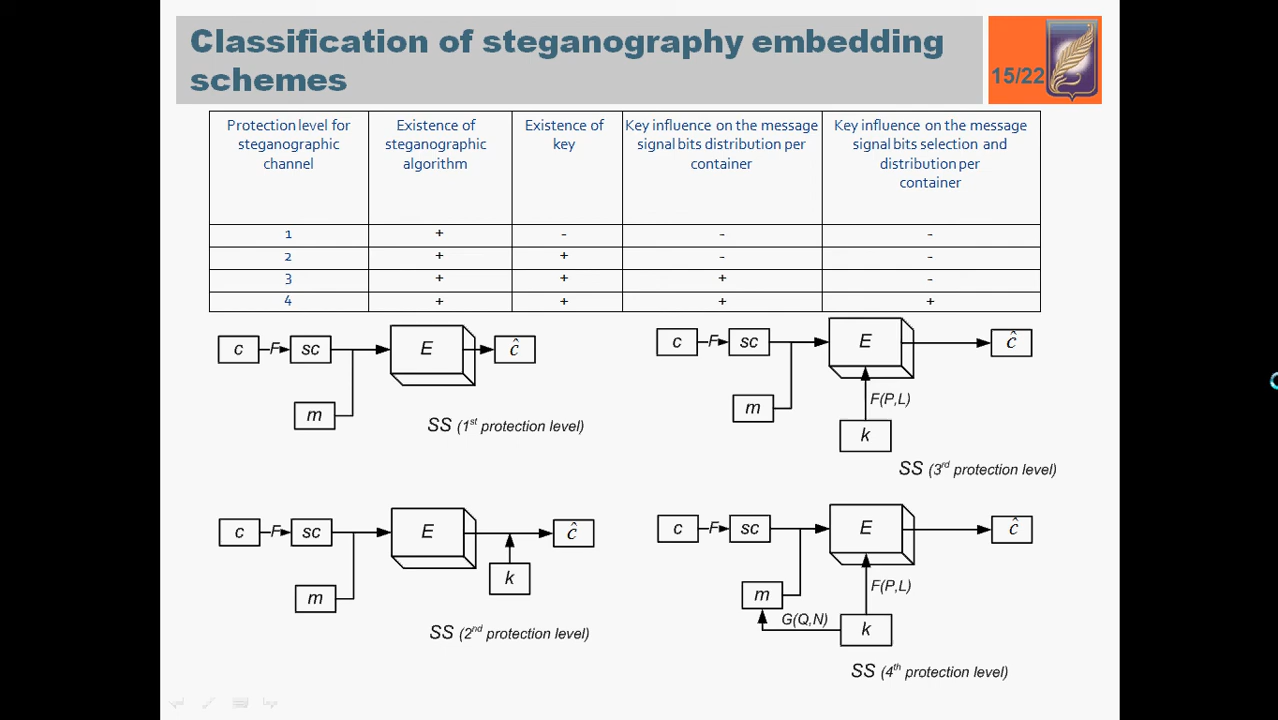 Classification of steganography embedding
schemes
15/22
Protection level for
steganographic
channel
Existence of
steganographic
algorithm
Existence of
key
Key influence on the message
signal bits distribution per
container
Key influence on the message
signal bits selection and
distribution per
container
1 + - - -
2 + + - -
3 + + + -
4 + + + +
c F sc E ĉ
m
SS (1st protection level)
c F sc E ĉ
m
F(P,L)
k
SS (3rd protection level)
c F sc E ĉ
k
m
SS (2nd protection level)
c F sc E ĉ
F(P,L)
m
G(Q,N)
k
SS (4th protection level)